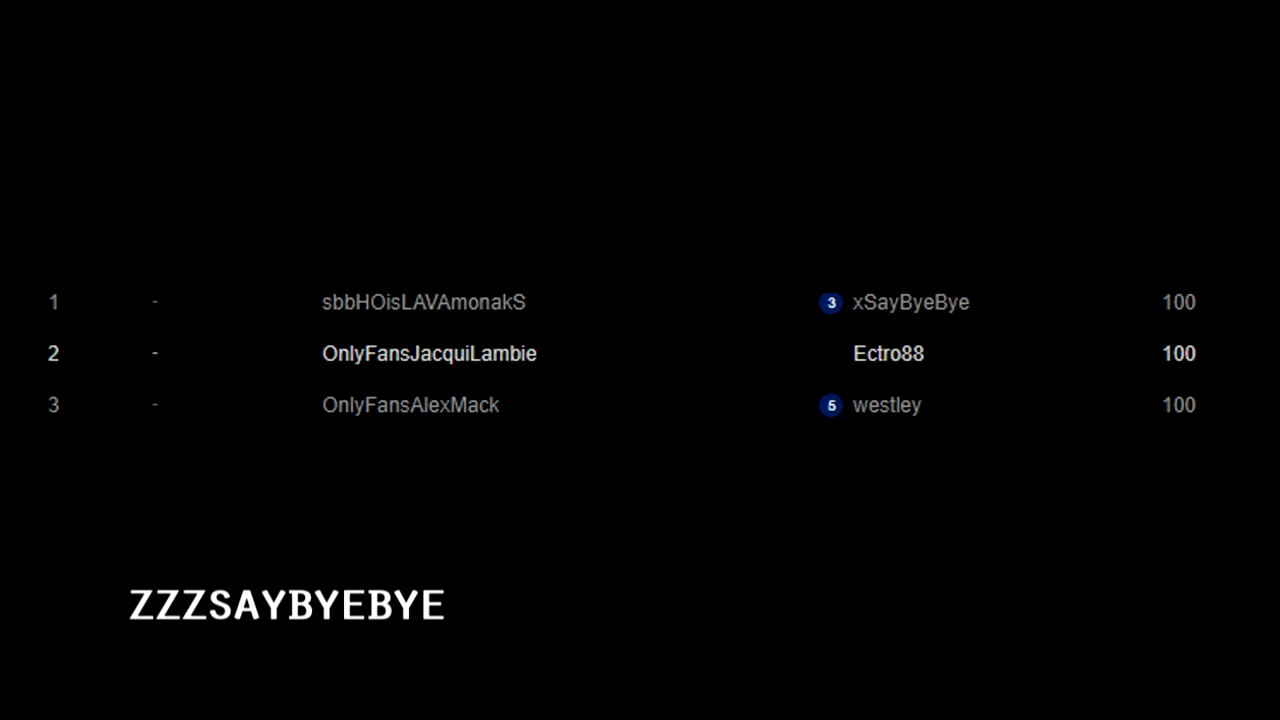 1 - sbbHOisLAVAmonakS 3 xSayByeBye 100
2 - OnlyFansJacquiLambie Ectro88 100
3 - OnlyFansAlexMack 5 westley 100
ZZZSAYBYEBYE